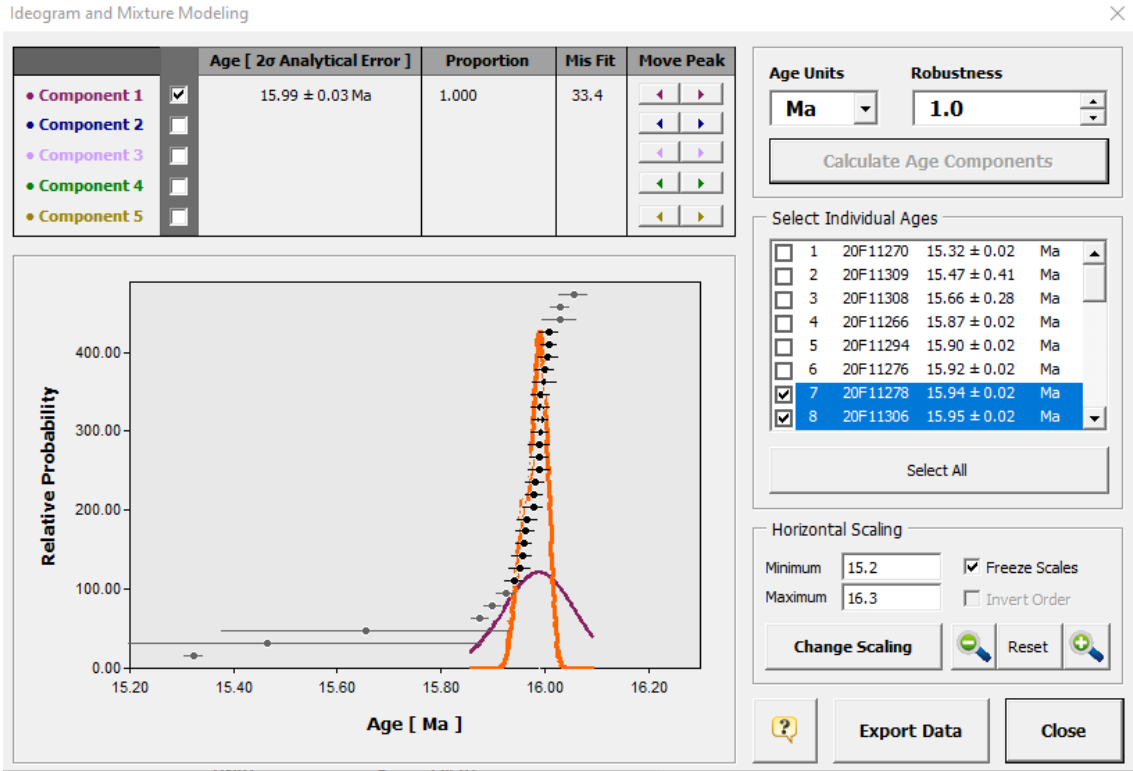 Ideogram and Mixture Modeling
Age [ 2σ Analytical Error ] Proportion Mis Fit Move Peak
• Component 1 15.99 ± 0.03 Ma 1.000 33.4
• Component 2
• Component 3
• Component 4
• Component 5
Age Units Robustness
Ma 1.0
Calculate Age Components
Select Individual Ages
1 20F11270 15.32 ± 0.02 Ma
2 20F11309 15.47 ± 0.41 Ma
3 20F11308 15.66 ± 0.28 Ma
4 20F11266 15.87 ± 0.02 Ma
5 20F11294 15.90 ± 0.02 Ma
6 20F11276 15.92 ± 0.02 Ma
7 20F11278 15.94 ± 0.02 Ma
8 20F11306 15.95 ± 0.02 Ma
Select All
Horizontal Scaling
Minimum 15.2 Freeze Scales
Maximum 16.3 Invert Order
Change Scaling Reset
Export Data Close
Relative Probability
400.00
300.00
200.00
100.00
0.00
15.20 15.40 15.60 15.80 16.00 16.20
Age [ Ma ]